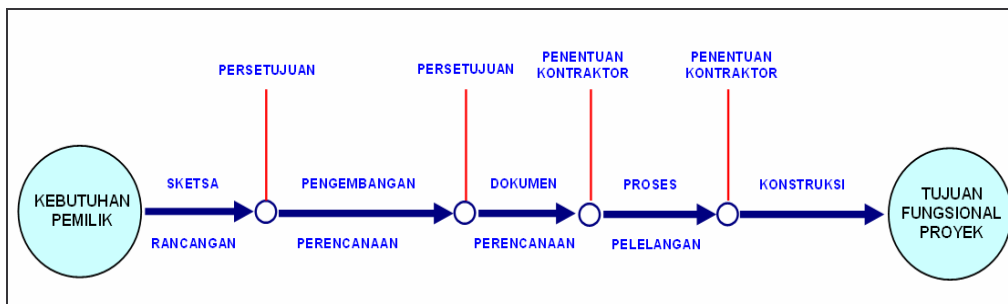 PERSETUJUAN
PERSETUJUAN
PENENTUAN
KONTRAKTOR
PENENTUAN
KONTRAKTOR
KEBUTUHAN
PEMILIK
SKETSA
RANCANGAN
PENGEMBANGAN
PERENCANAAN
DOKUMEN
PERENCANAAN
PROSES
PELELANGAN
KONSTRUKSI
TUJUAN
FUNGSIONAL
PROYEK